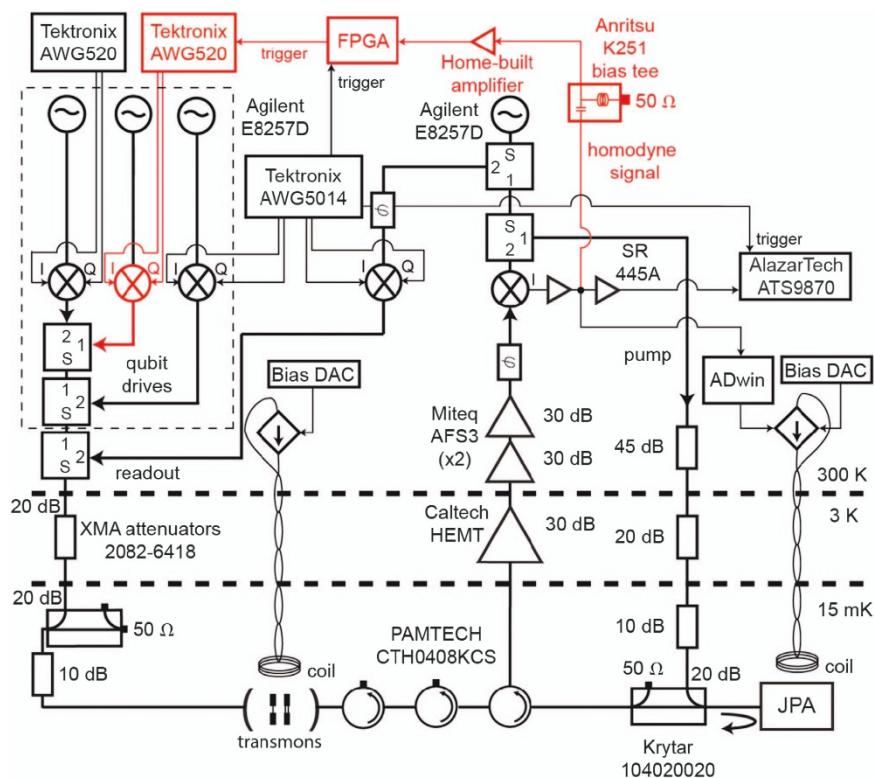 Tektronix
AWG520
Tektronix
AWG520
trigger
FPGA
Home-built
amplifier
Anritsu
K251
bias tee
50 Ω
trigger
Agilent
E8257D
Agilent
E8257D
homodyne
signal
Tektronix
AWG5014
2
S
1
S
2
1
I
Q
I
Q
I
Q
I
Q
I
SR
445A
trigger
AlazarTech
ATS9870
2
1
S
qubit
drives
1
S
2
1
S
2
readout
Bias DAC
pump
ADwin
Bias DAC
Miteq
AFS3
(x2)
30 dB
30 dB
45 dB
300 K
20 dB
XMA attenuators
2082-6418
Caltech
HEMT
30 dB
20 dB
3 K
20 dB
50 Ω
10 dB
coil
PAMTECH
CTH0408KCS
10 dB
50 Ω
20 dB
15 mK
coil
transmons
JPA
Krytar
104020020